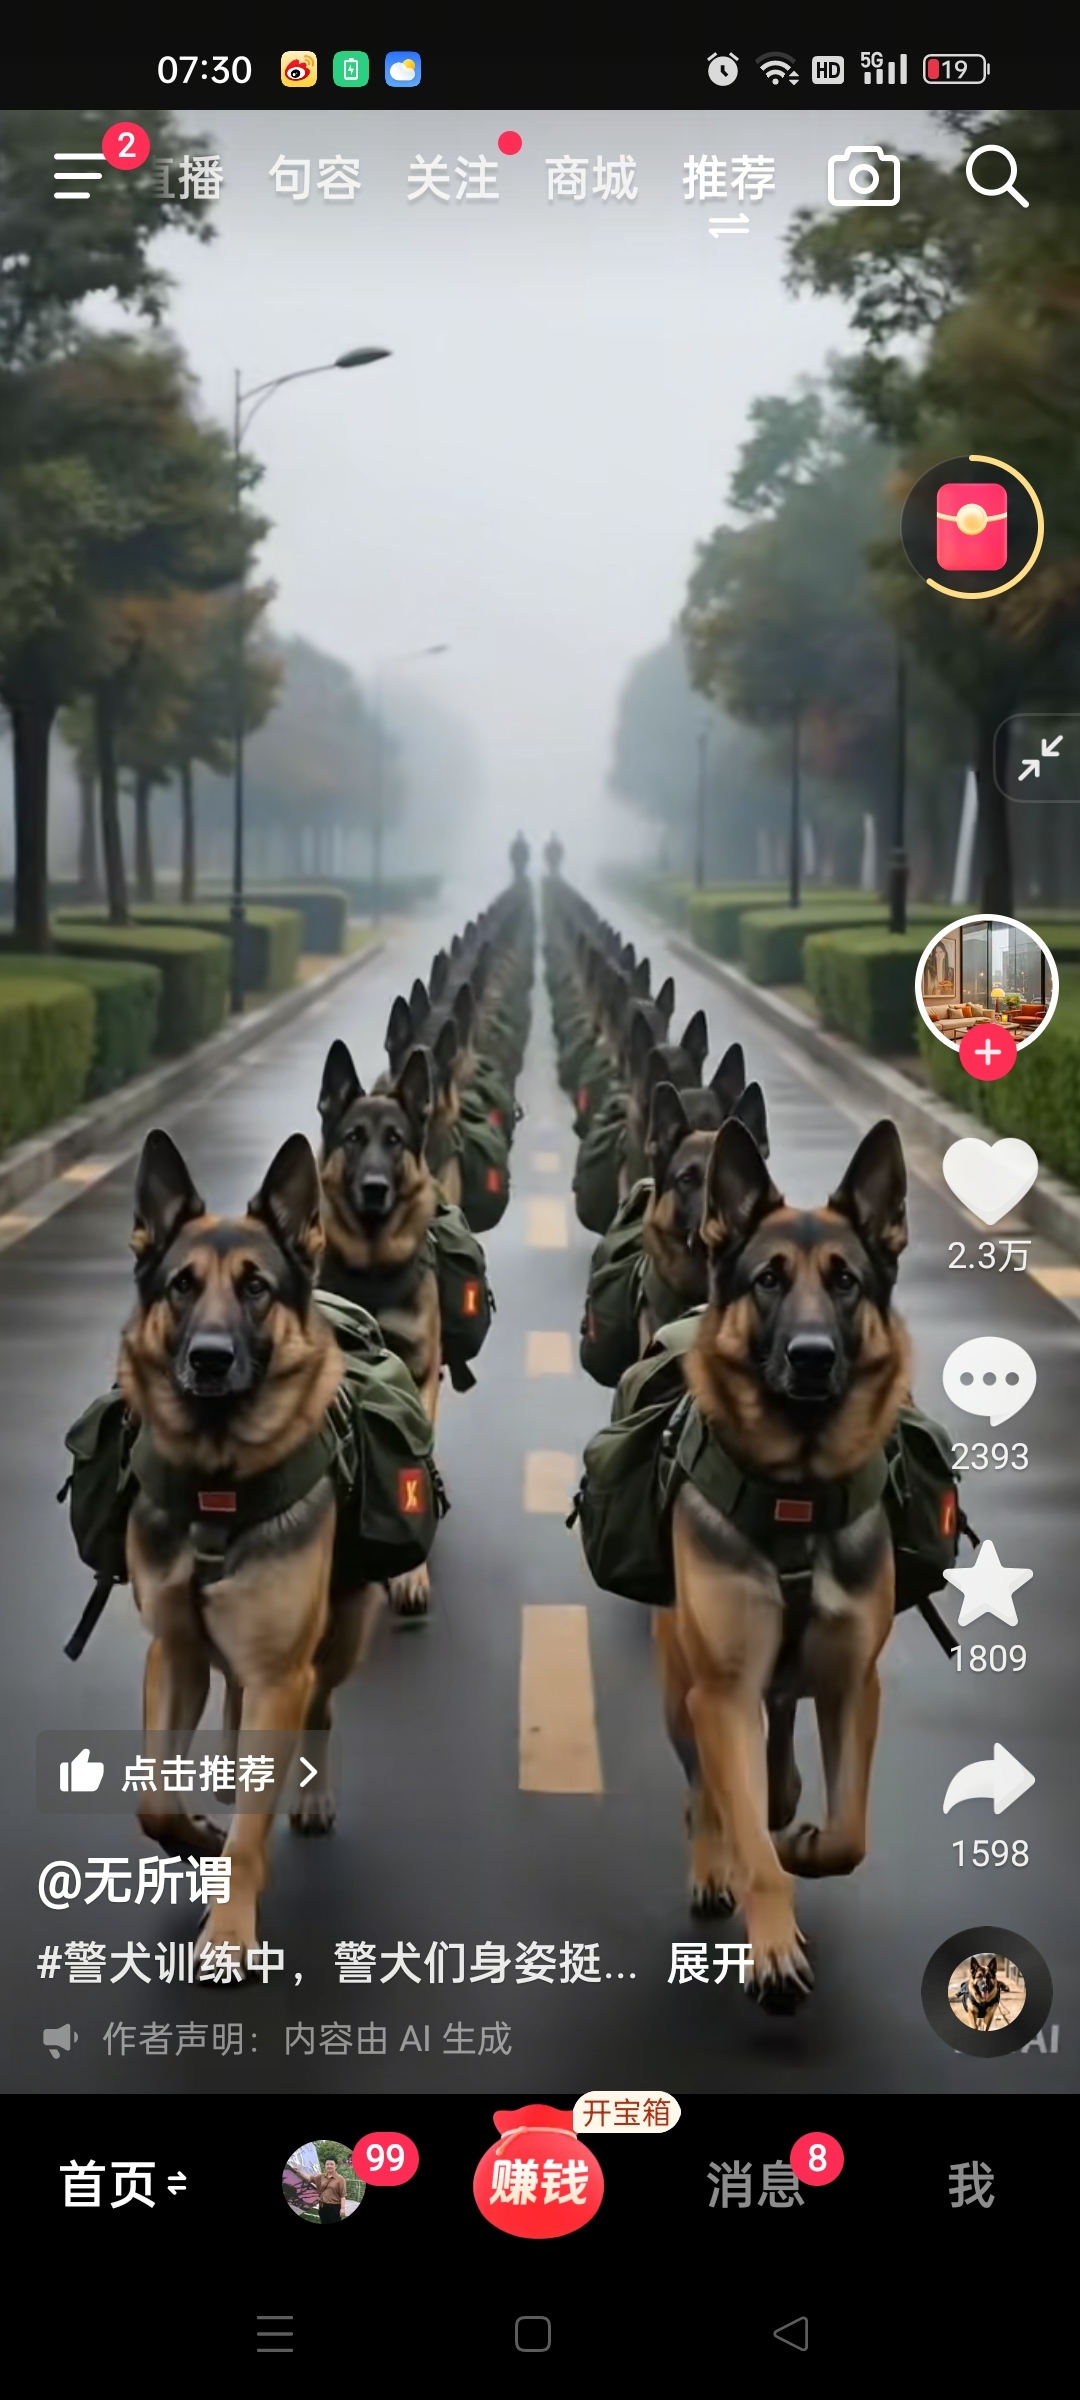 07:30
HD
5G
19
2
播 句容 关注 商城 推荐
2.3万
2393
1809
1598
点击推荐
@无所谓
#警犬训练中，警犬们身姿挺... 展开
作者声明：内容由 AI 生成
AI
开宝箱
首页 99 赚钱 消息 8 我